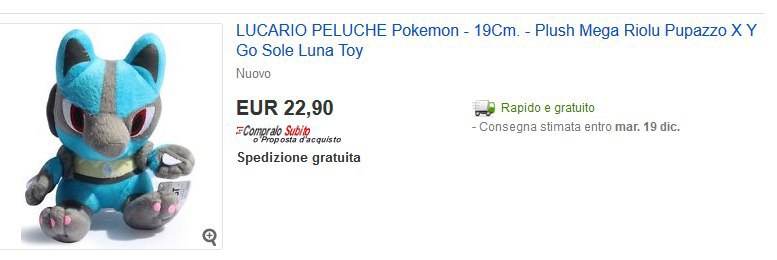 LUCARIO PELUCHE Pokemon - 19Cm. - Plush Mega Riolu Pupazzo X Y
Go Sole Luna Toy
Nuovo
EUR 22,90
Compralo Subito
o Proposta d'acquisto
Spedizione gratuita
Rapido e gratuito
- Consegna stimata entro mar. 19 dic.